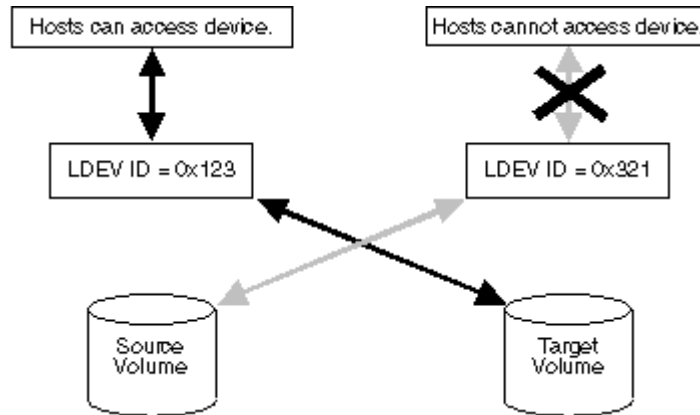 Hosts can access device.
Hosts cannot access device.
LDEV ID = 0x123
LDEV ID = 0x321
Source
Volume
Target
Volume